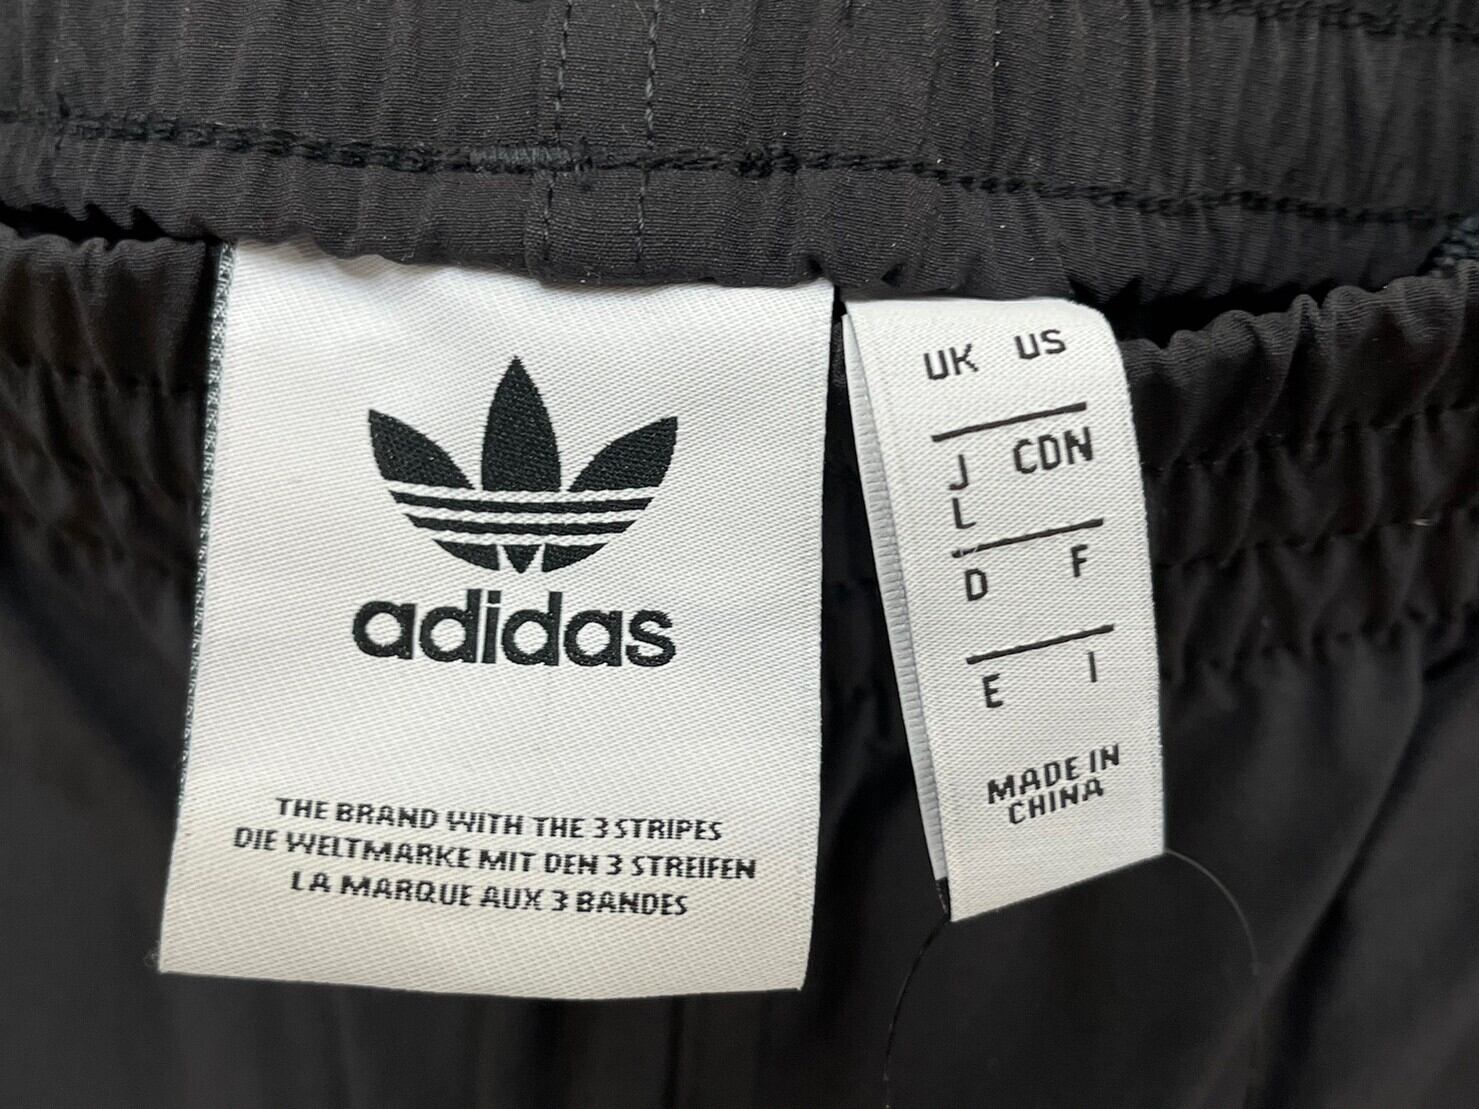 adidas
THE BRAND WITH THE 3 STRIPES
DIE WELTMARKE MIT DEN 3 STREIFEN
LA MARQUE AUX 3 BANDES
UK US
J CDN
L
D F
E I
MADE IN
CHINA